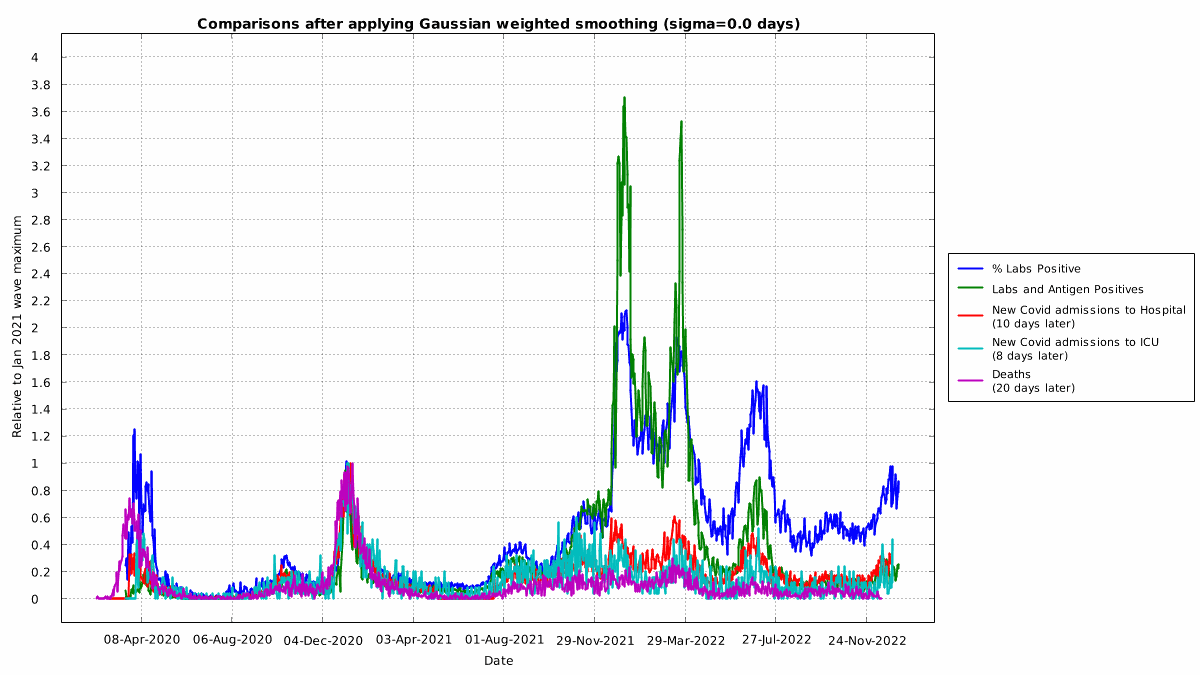 Comparisons after applying Gaussian weighted smoothing (sigma=0.0 days)
Relative to Jan 2021 wave maximum
4
3.8
3.6
3.4
3.2
3
2.8
2.6
2.4
2.2
2
1.8
1.6
1.4
1.2
1
0.8
0.6
0.4
0.2
0
08-Apr-2020 06-Aug-2020 04-Dec-2020 03-Apr-2021 01-Aug-2021 29-Nov-2021 29-Mar-2022 27-Jul-2022 24-Nov-2022
Date
% Labs Positive
Labs and Antigen Positives
New Covid admissions to Hospital
(10 days later)
New Covid admissions to ICU
(8 days later)
Deaths
(20 days later)